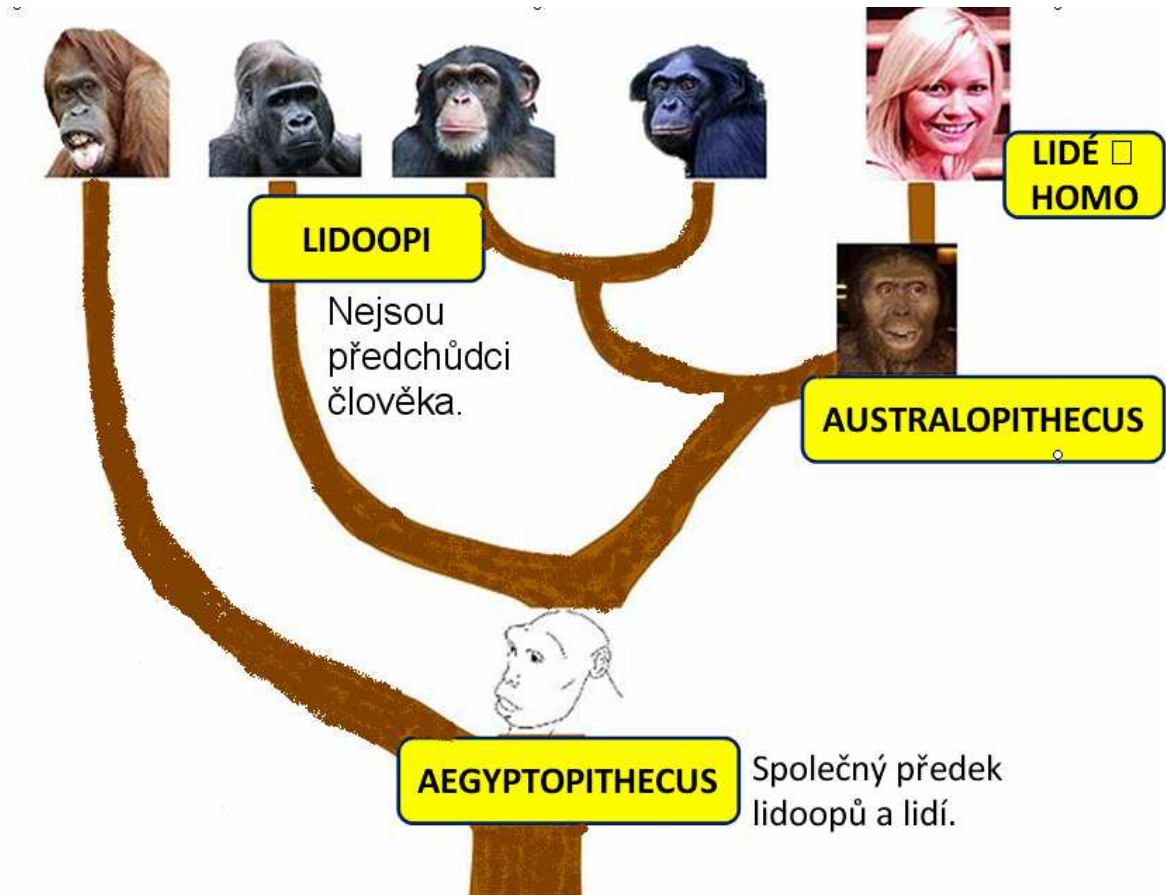 LIDÉ □
HOMO
LIDOOPI
Nejsou
předchůdci
člověka.
AUSTRALOPITHECUS
AEGYPTOPITHECUS
Společný předek
lidoopů a lidí.